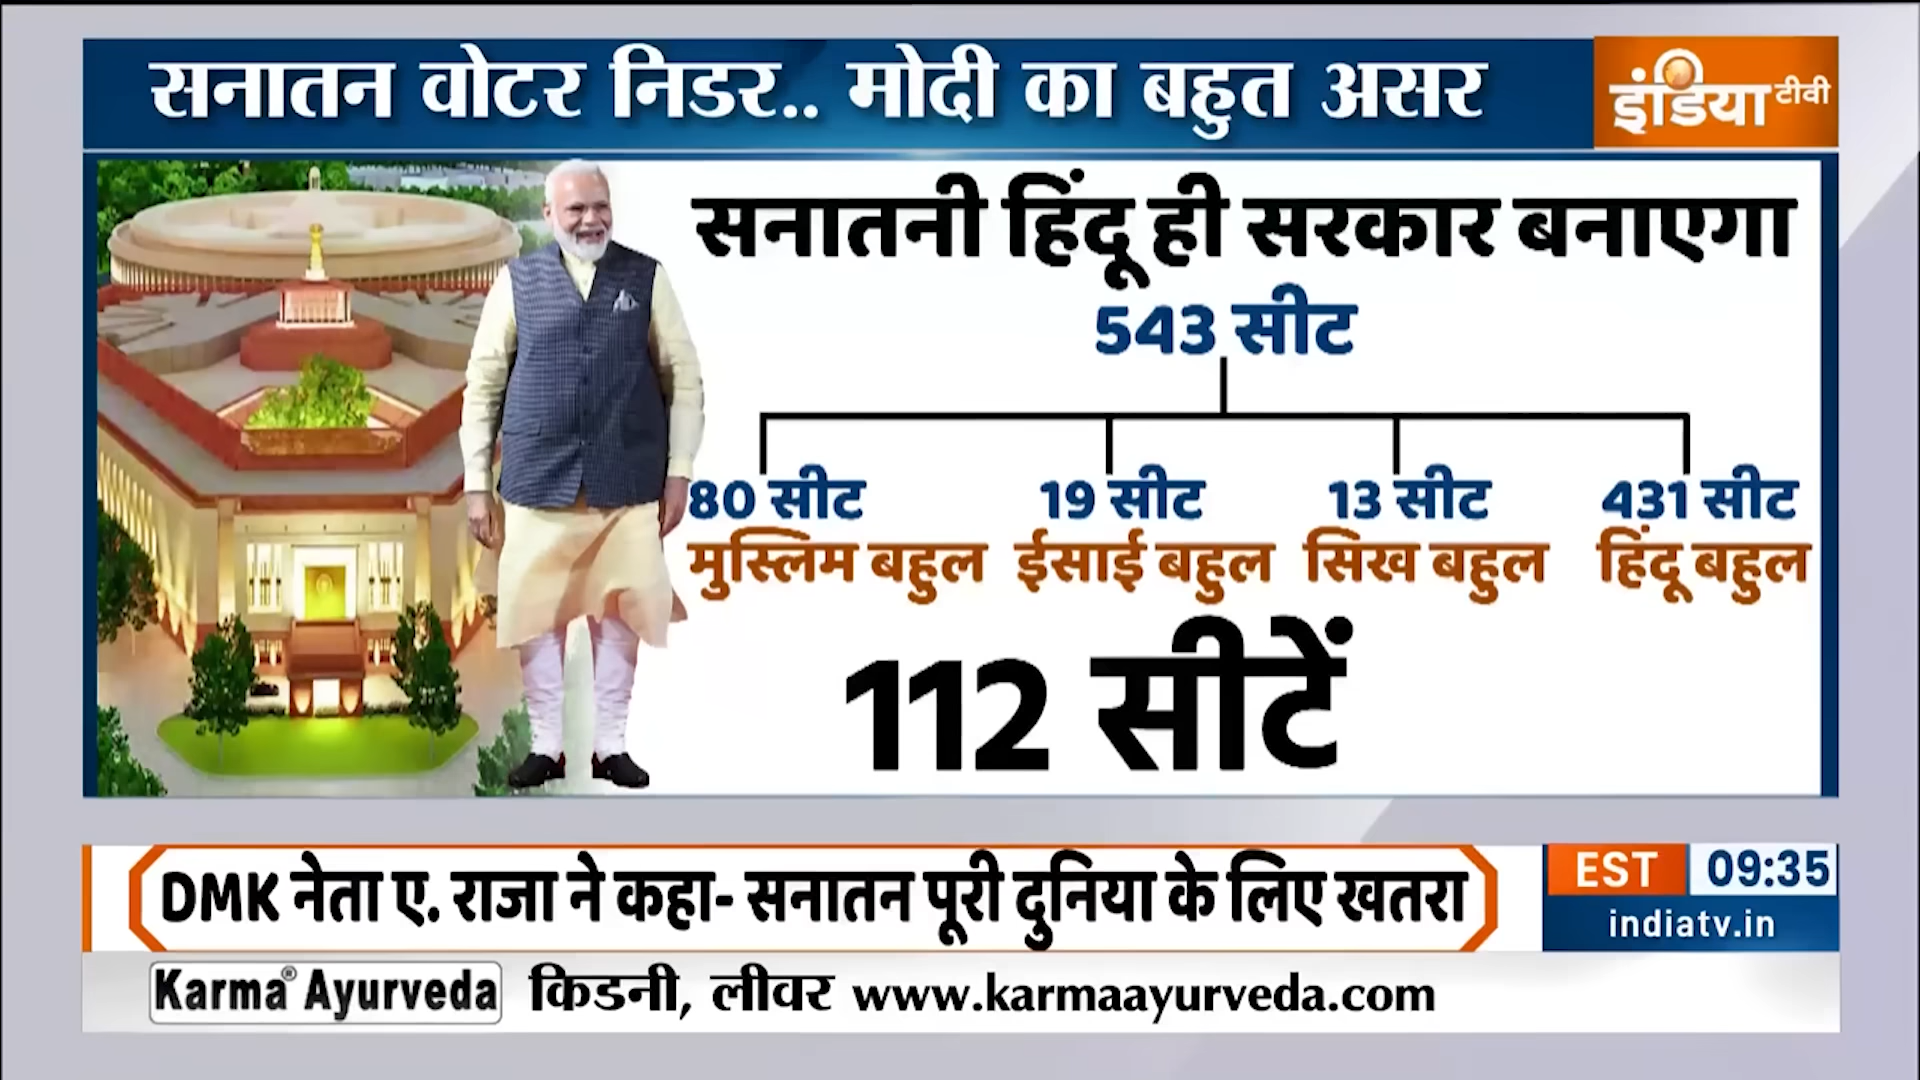 सनातन वोटर निडर.. मोदी का बहुत असर
इंडिया टीवी
सनातनी हिंदू ही सरकार बनाएगा
543 सीट
80 सीट 19 सीट 13 सीट 431 सीट
मुस्लिम बहुल ईसाई बहुल सिख बहुल हिंदू बहुल
112 सीटें
DMK नेता ए. राजा ने कहा- सनातन पूरी दुनिया के लिए खतरा
EST 09:35
indiatv.in
Karma® Ayurveda किडनी, लीवर www.karmaayurveda.com